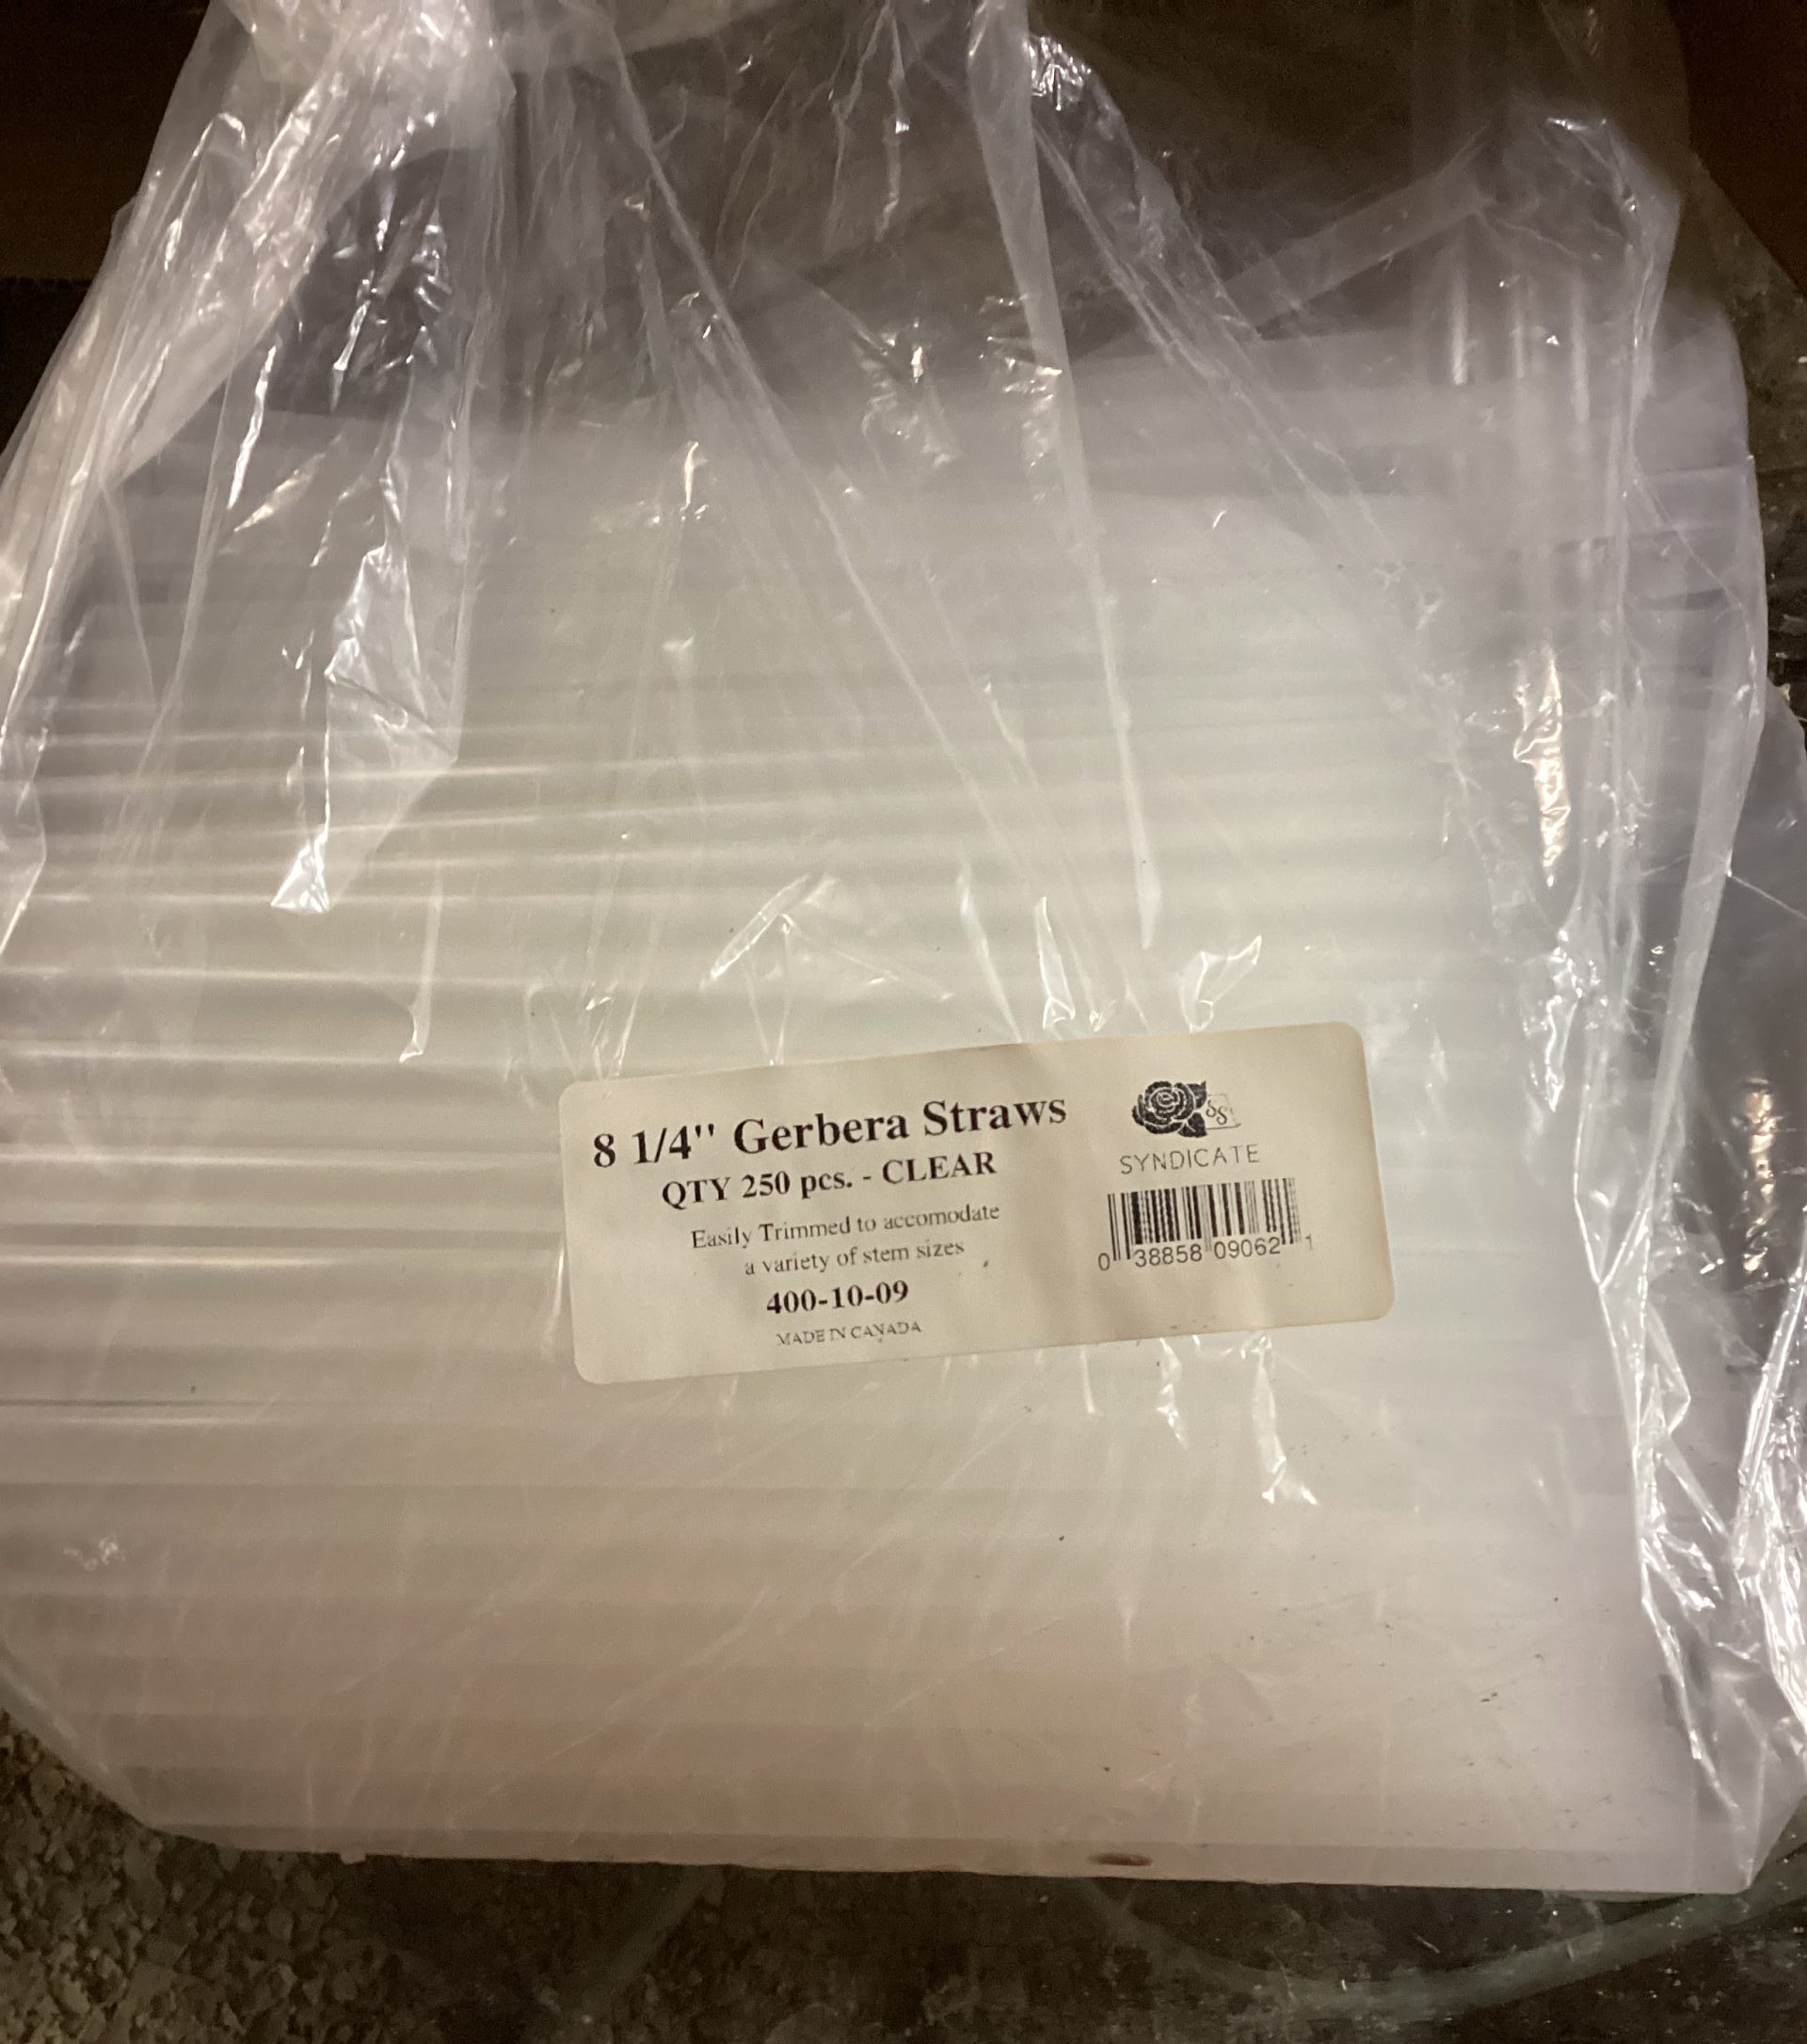 8 1/4" Gerbera Straws
QTY 250 pcs. - CLEAR
Easily Trimmed to accomodate
a variety of stem sizes
400-10-09
MADE IN CANADA
SS
SYNDICATE
0 38858 09062 1